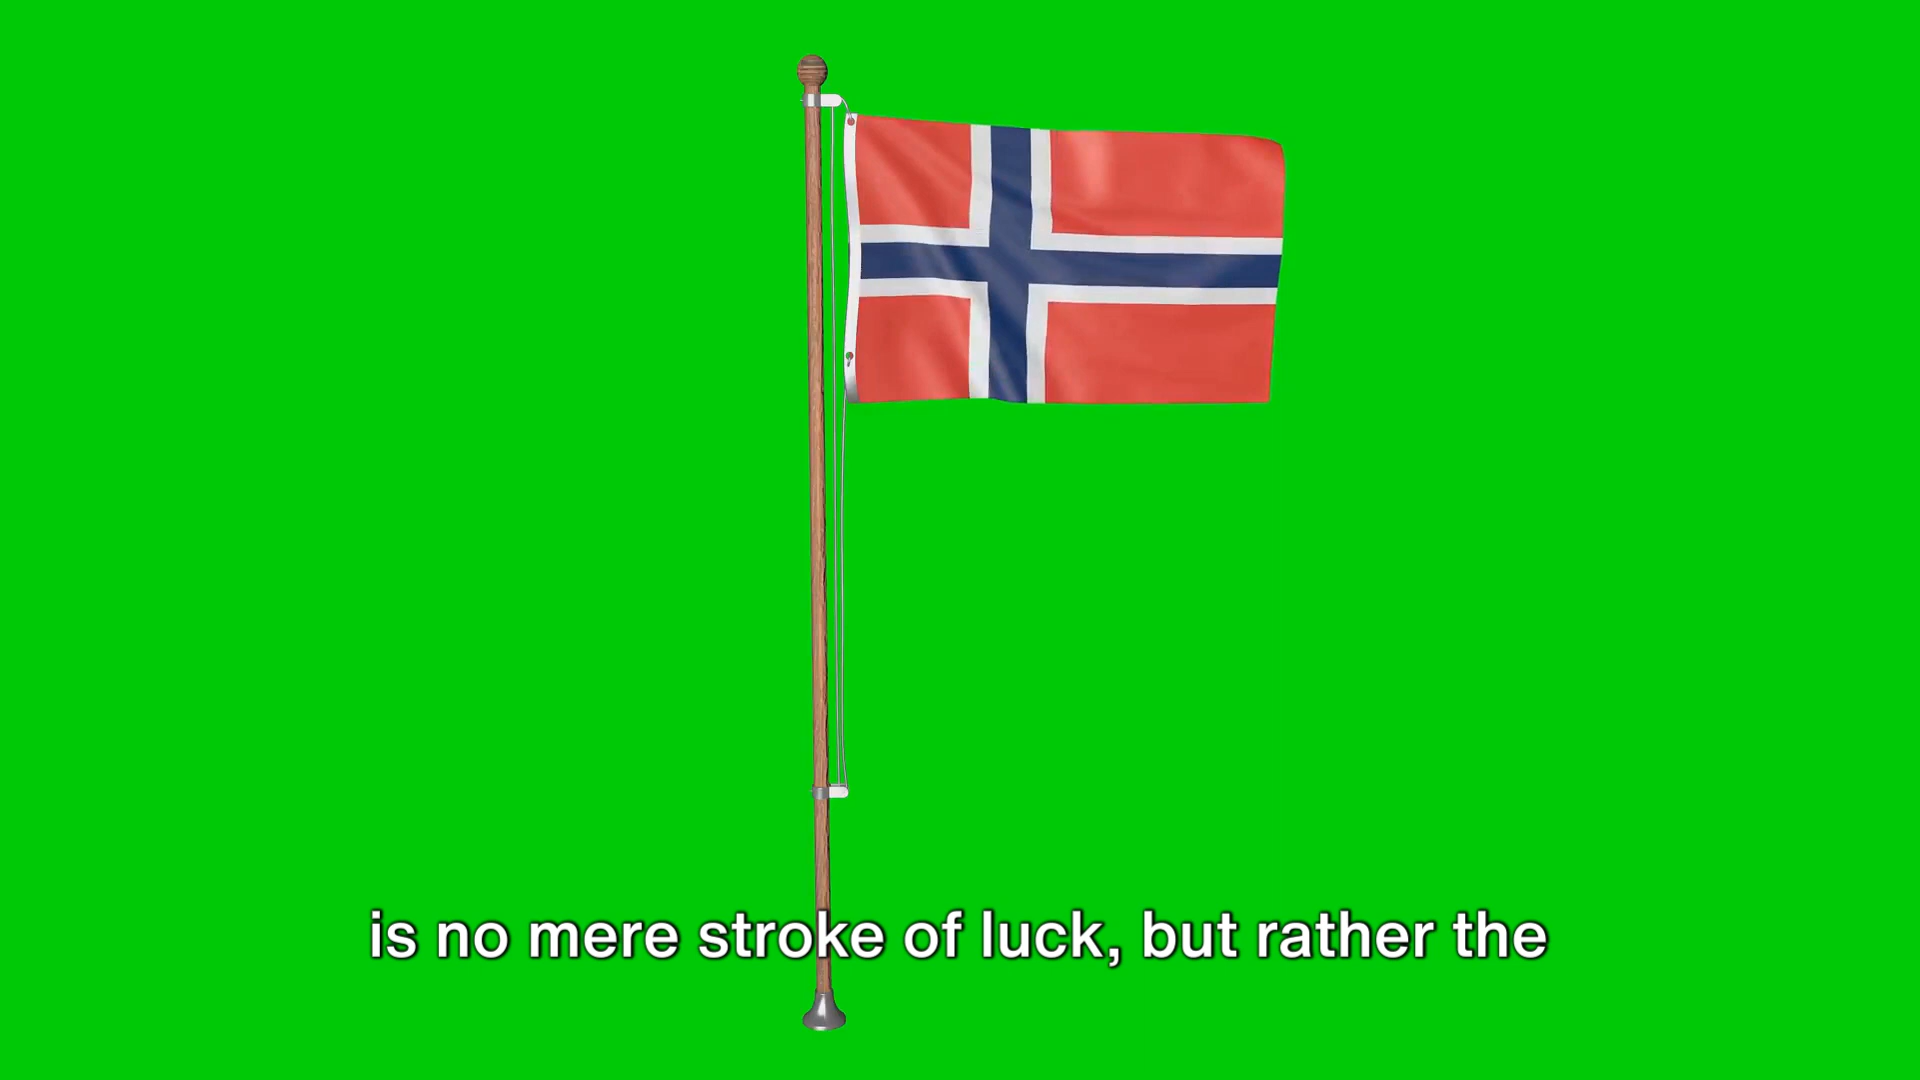 is no mere stroke of luck, but rather the